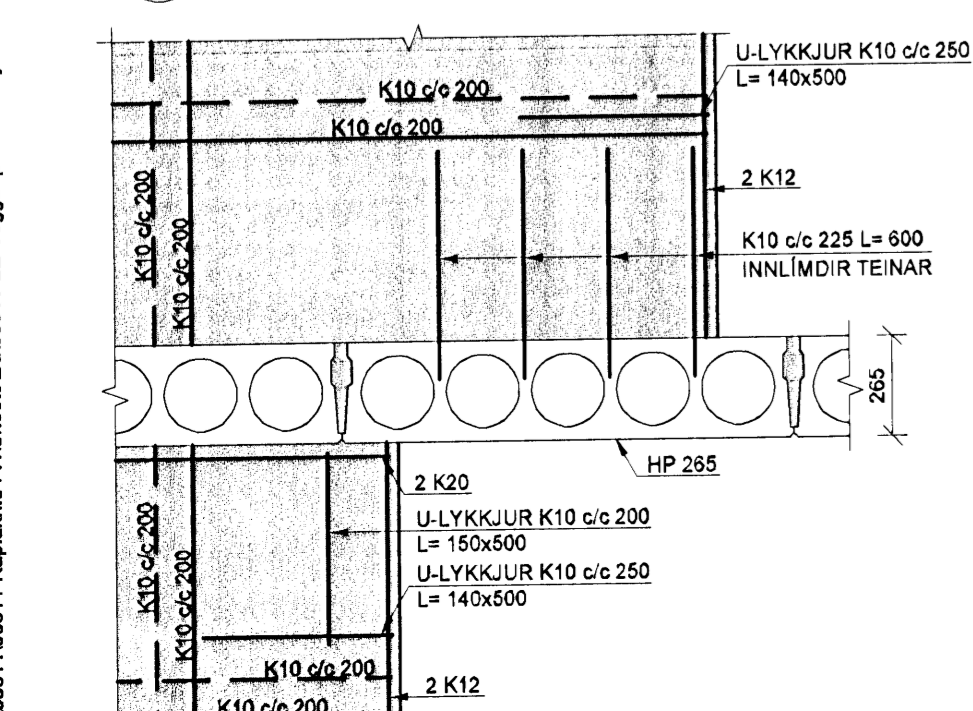 U-LYKKJUR K10 c/c 250
L= 140x500
K10 c/c 200
K10 c/c 200
K10 c/c 200
K10 c/c 200
2 K12
K10 c/c 225 L= 600
INNLÍMDIR TEINAR
265
HP 265
2 K20
U-LYKKJUR K10 c/c 200
L= 150x500
U-LYKKJUR K10 c/c 250
L= 140x500
K10 c/c 200
K10 c/c 200
K10 c/c 200
2 K12
K10 c/c 200